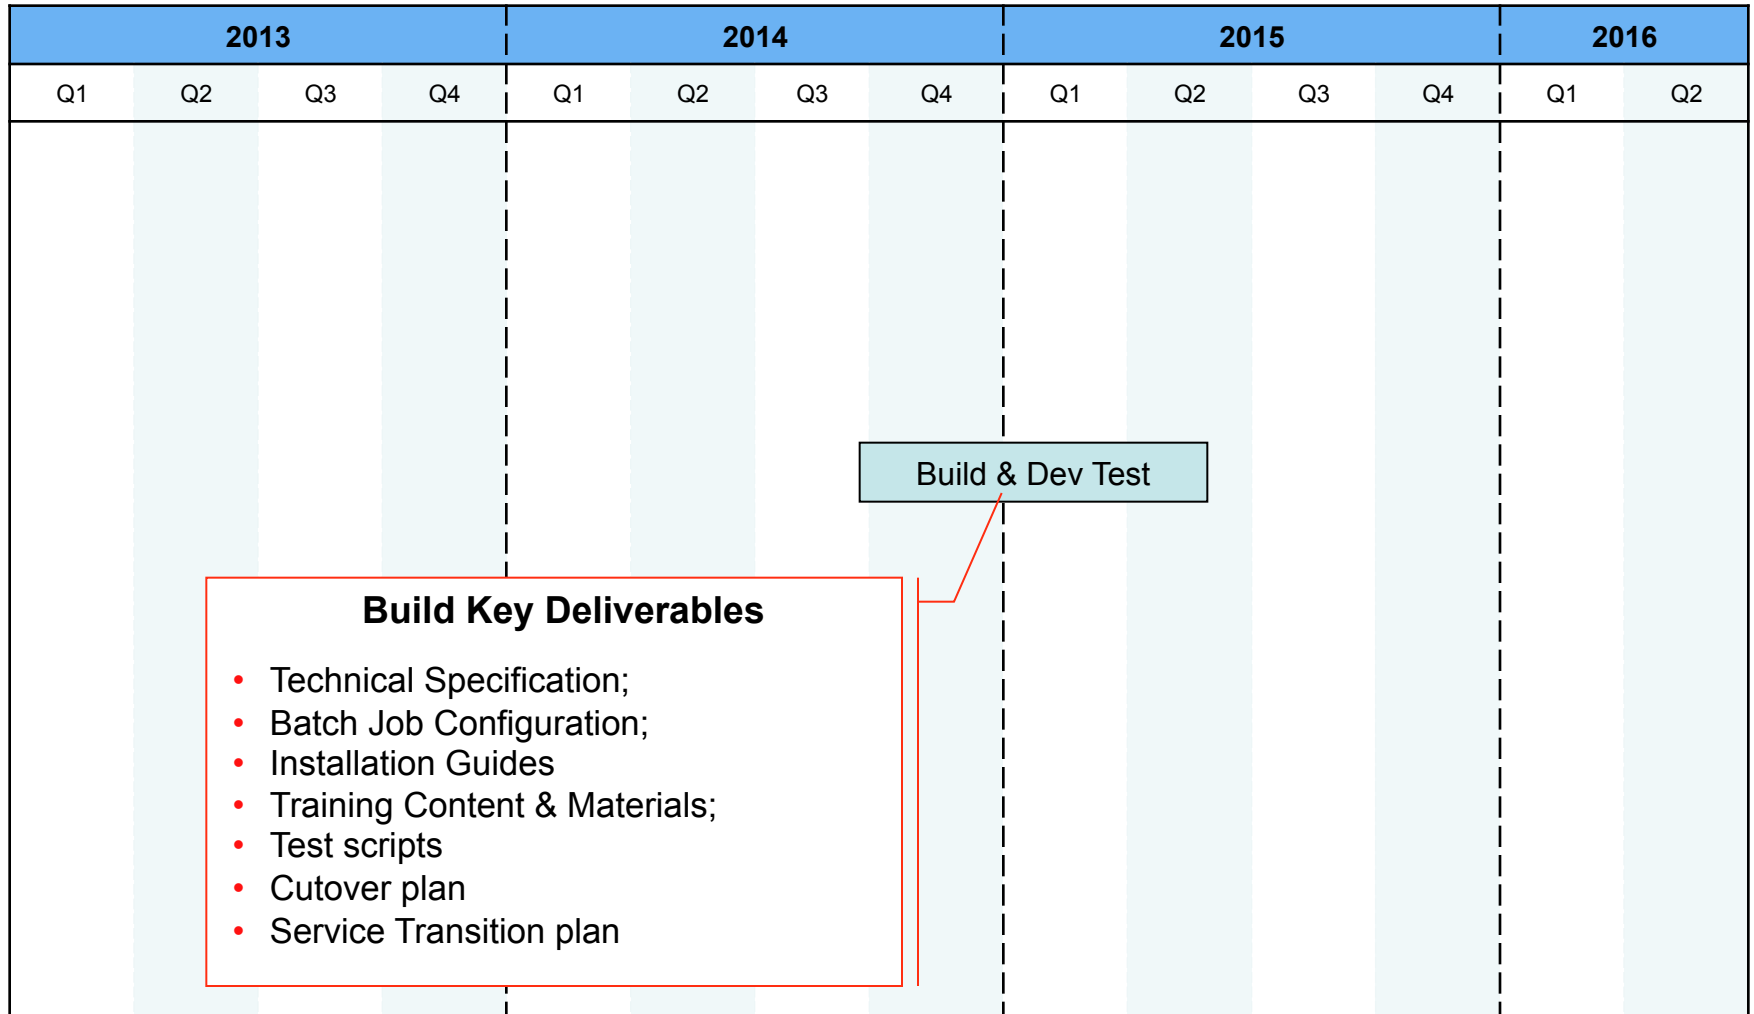 2013 2014 2015 2016
Q1 Q2 Q3 Q4 Q1 Q2 Q3 Q4 Q1 Q2 Q3 Q4 Q1 Q2
Build & Dev Test
Build Key Deliverables
• Technical Specification;
• Batch Job Configuration;
• Installation Guides
• Training Content & Materials;
• Test scripts
• Cutover plan
• Service Transition plan